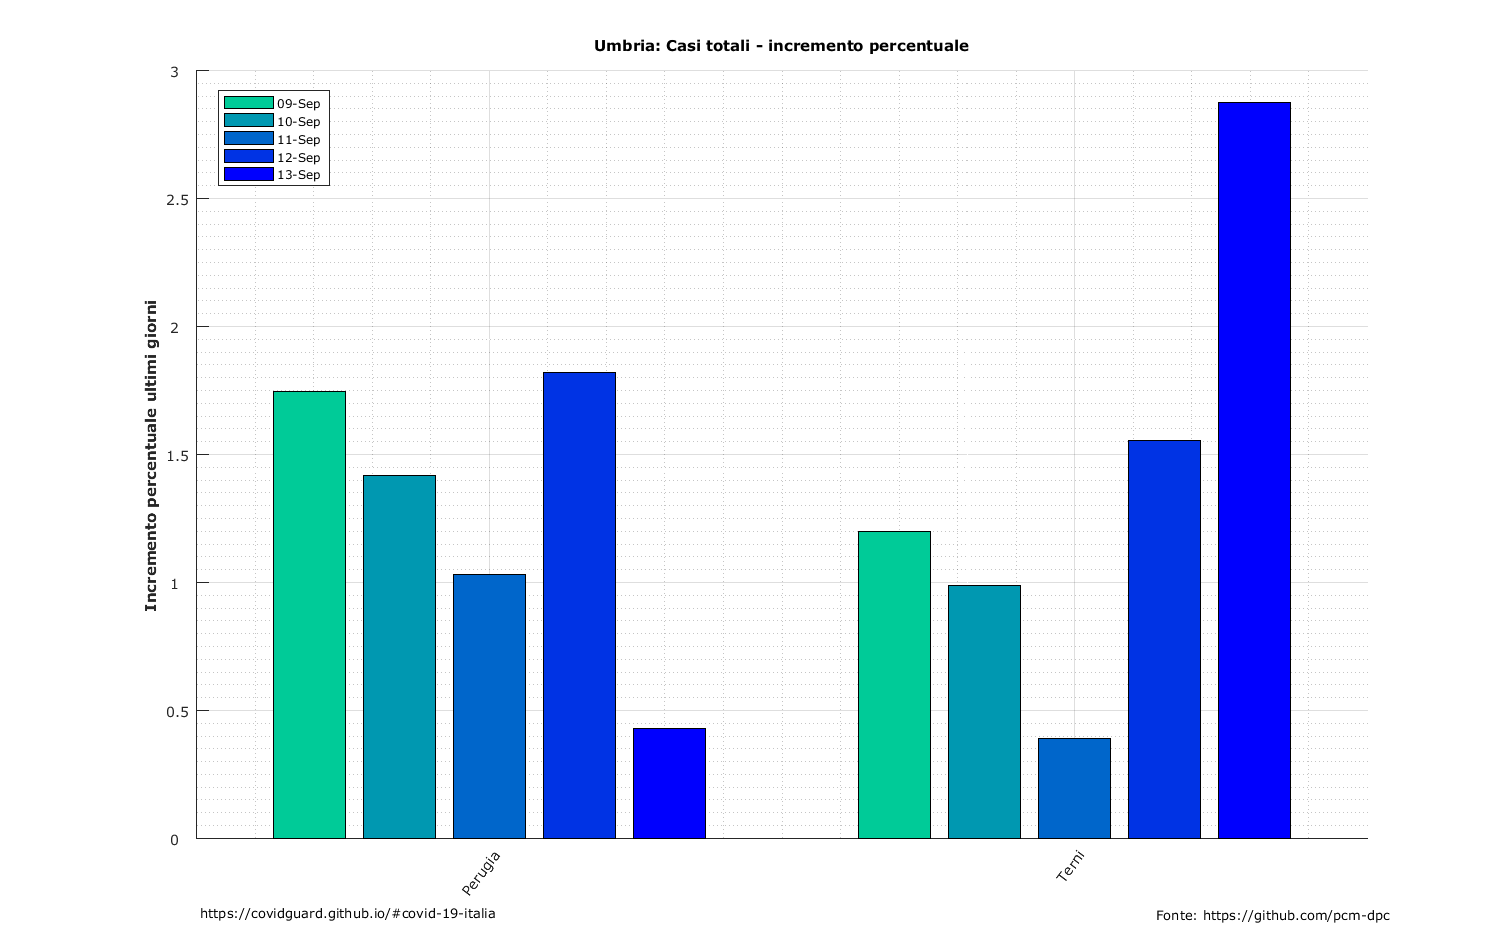 Umbria: Casi totali - incremento percentuale
3
2.5
2
1.5
1
0.5
0
Incremento percentuale ultimi giorni
09-Sep
10-Sep
11-Sep
12-Sep
13-Sep
Perugia
Terni
https://covidguard.github.io/#covid-19-italia
Fonte: https://github.com/pcm-dpc